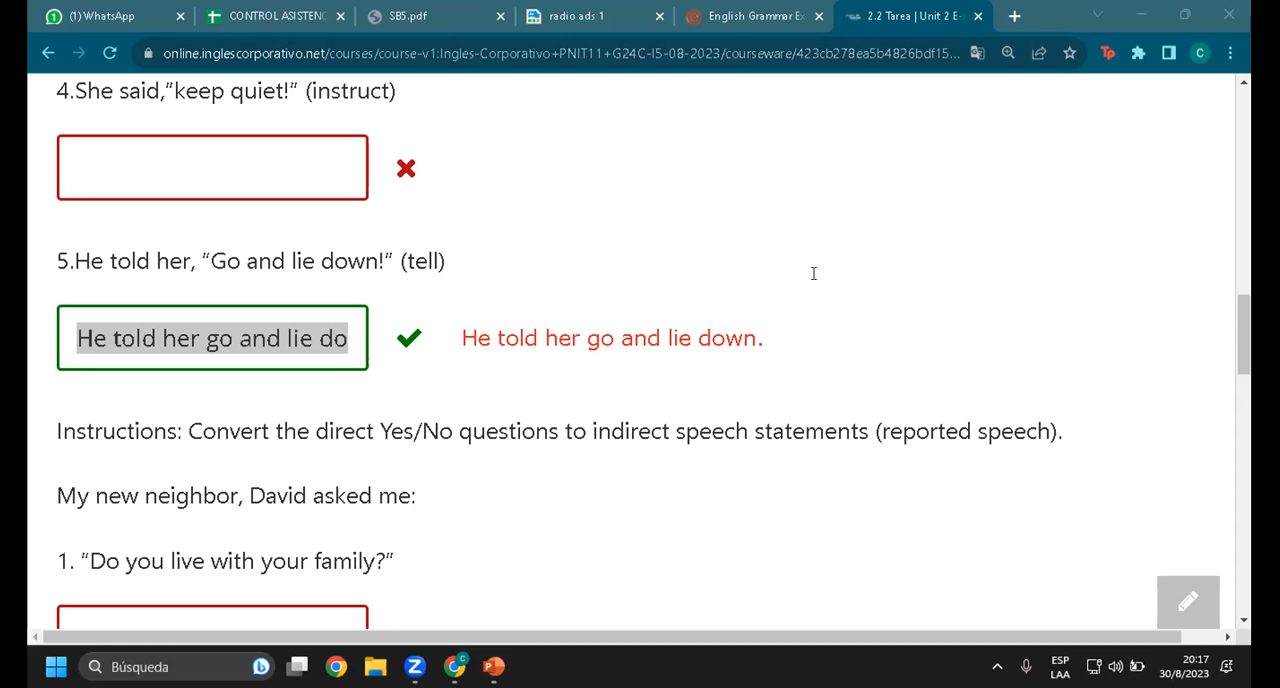 (1) WhatsApp
CONTROL ASISTENC
SB5.pdf
radio ads 1
English Grammar Ex
2.2 Tarea | Unit 2 E-
online.inglescorporativo.net/courses/course-v1:Ingles-Corporativo+PNIT11+G24C-I5-08-2023/courseware/423cb278ea5b4826bdf15...
4.She said,"keep quiet!" (instruct)
5.He told her, "Go and lie down!" (tell)
He told her go and lie do
He told her go and lie down.
Instructions: Convert the direct Yes/No questions to indirect speech statements (reported speech).
My new neighbor, David asked me:
1. "Do you live with your family?"
Búsqueda
ESP
LAA
20:17
30/8/2023